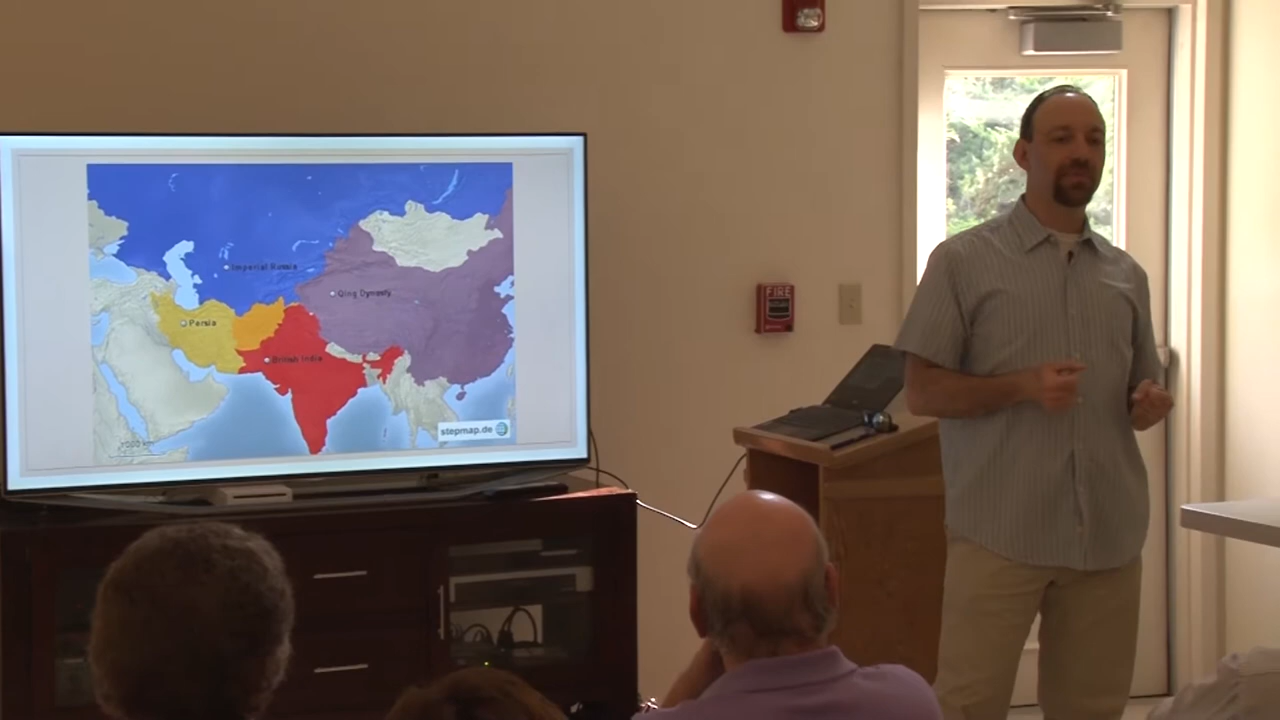 Imperial Russia
Qing Dynasty
Persia
British India
stepmap.de
FIRE